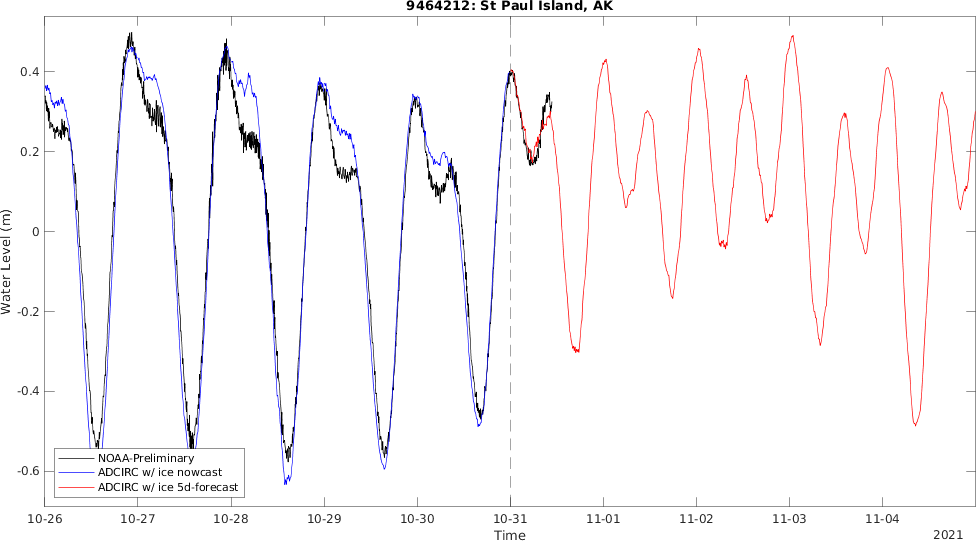 9464212: St Paul Island, AK
Water Level (m)
0.4
0.2
0
-0.2
-0.4
-0.6
NOAA-Preliminary
ADCIRC w/ ice nowcast
ADCIRC w/ ice 5d-forecast
10-26 10-27 10-28 10-29 10-30 10-31 11-01 11-02 11-03 11-04
Time
2021